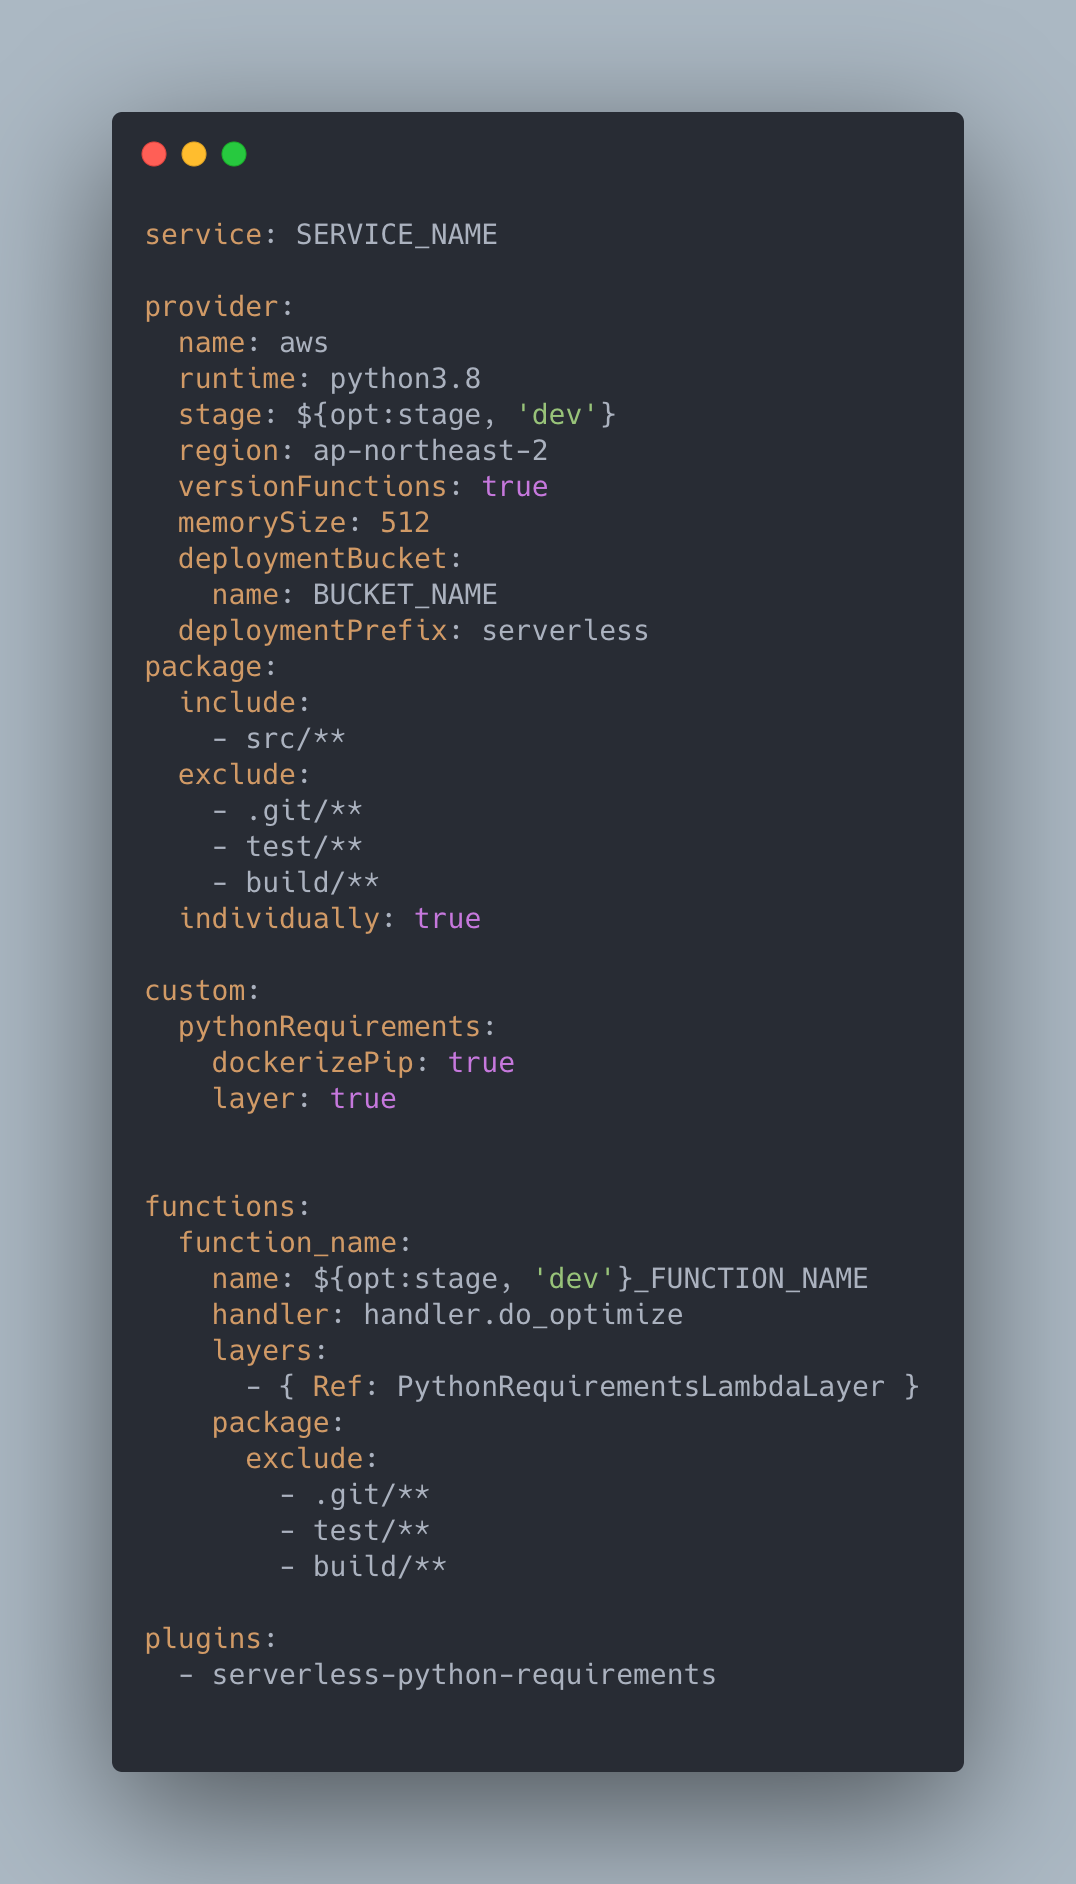 service: SERVICE_NAME

provider:
  name: aws
  runtime: python3.8
  stage: ${opt:stage, 'dev'}
  region: ap-northeast-2
  versionFunctions: true
  memorySize: 512
  deploymentBucket:
    name: BUCKET_NAME
  deploymentPrefix: serverless
package:
  include:
    - src/**
  exclude:
    - .git/**
    - test/**
    - build/**
  individually: true

custom:
  pythonRequirements:
    dockerizePip: true
    layer: true


functions:
  function_name:
    name: ${opt:stage, 'dev'}_FUNCTION_NAME
    handler: handler.do_optimize
    layers:
      - { Ref: PythonRequirementsLambdaLayer }
    package:
      exclude:
        - .git/**
        - test/**
        - build/**

plugins:
  - serverless-python-requirements